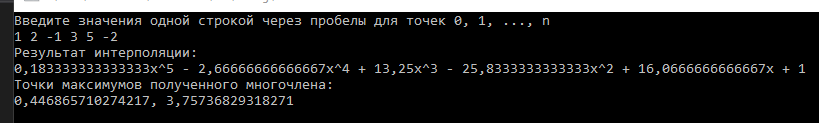 Введите значения одной строкой через пробелы для точек 0, 1, ..., n
1 2 -1 3 5 -2
Результат интерполяции:
0,183333333333333x^5 - 2,66666666666667x^4 + 13,25x^3 - 25,8333333333333x^2 + 16,0666666666667x + 1
Точки максимумов полученного многочлена:
0,446865710274217, 3,75736829318271